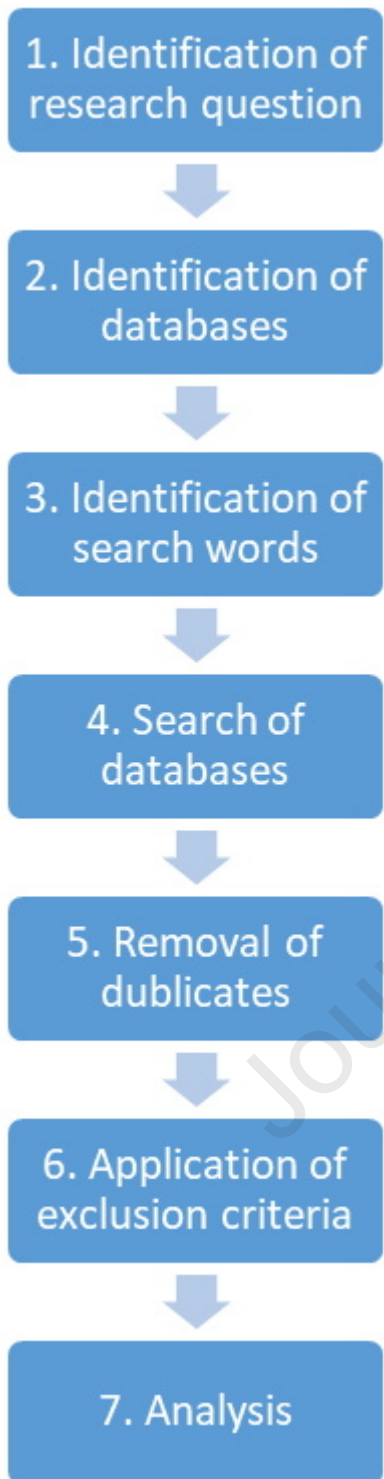 1. Identification of
research question
2. Identification of
databases
3. Identification of
search words
4. Search of
databases
5. Removal of
dublicates
6. Application of
exclusion criteria
7. Analysis
Jour